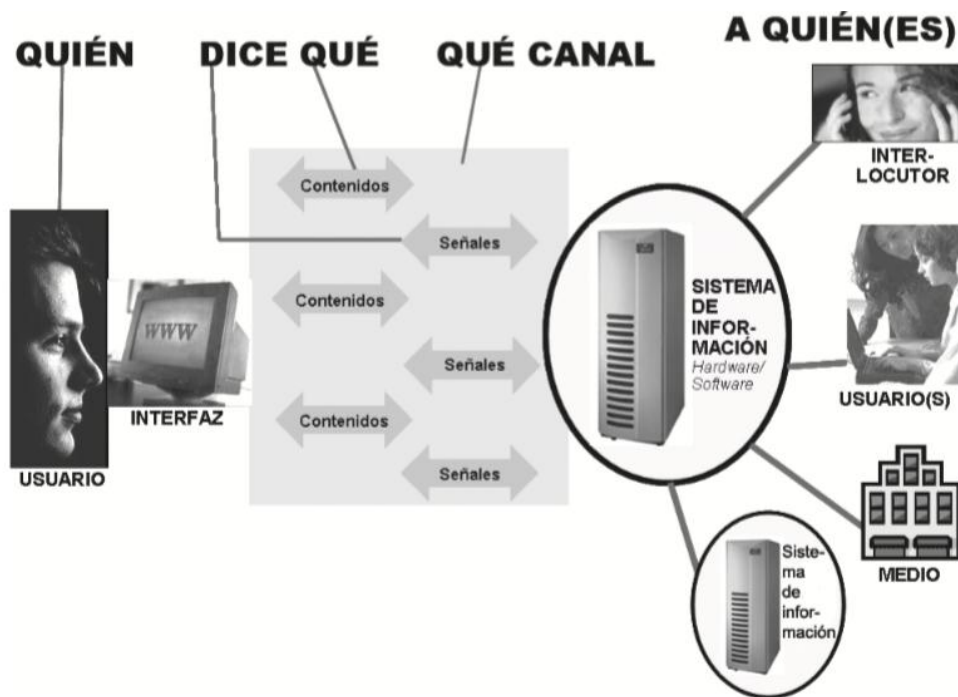 QUIÉN
DICE QUÉ
QUÉ CANAL
A QUIÉN(ES)
Contenidos
Señales
Contenidos
Señales
Contenidos
Señales
WWW
INTERFAZ
USUARIO
SISTEMA
DE
INFOR-
MACIÓN
Hardware/
Software
INTER-
LOCUTOR
USUARIO(S)
MEDIO
Siste-
ma
de
infor-
mación